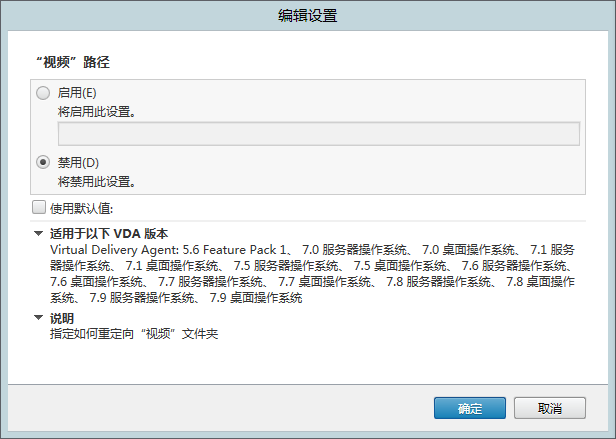 编辑设置
“视频”路径
启用(E)
将启用此设置。
禁用(D)
将禁用此设置。
使用默认值:
适用于以下 VDA 版本
Virtual Delivery Agent: 5.6 Feature Pack 1、 7.0 服务器操作系统、 7.0 桌面操作系统、 7.1 服务
器操作系统、 7.1 桌面操作系统、 7.5 服务器操作系统、 7.5 桌面操作系统、 7.6 服务器操作系统、
7.6 桌面操作系统、 7.7 服务器操作系统、 7.7 桌面操作系统、 7.8 服务器操作系统、 7.8 桌面操作
系统、 7.9 服务器操作系统、 7.9 桌面操作系统
说明
指定如何重定向“视频”文件夹
确定
取消